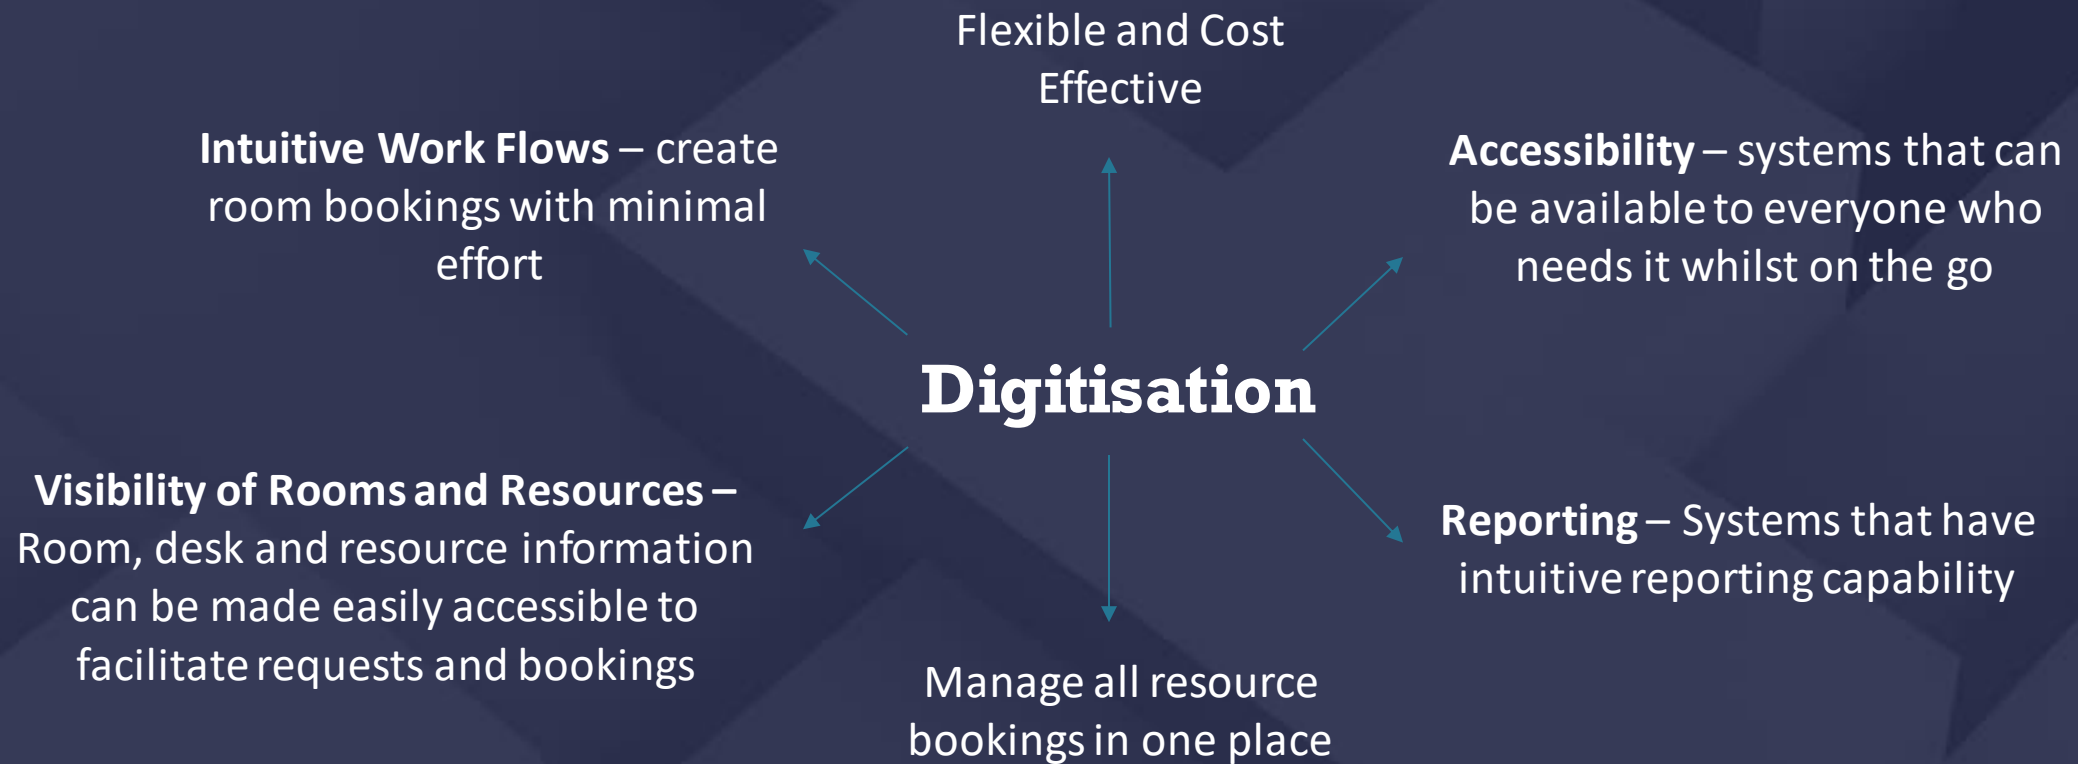 Flexible and Cost
Effective
Intuitive Work Flows – create
room bookings with minimal
effort
Accessibility – systems that can
be available to everyone who
needs it whilst on the go
Digitisation
Visibility of Rooms and Resources –
Room, desk and resource information
can be made easily accessible to
facilitate requests and bookings
Reporting – Systems that have
intuitive reporting capability
Manage all resource
bookings in one place